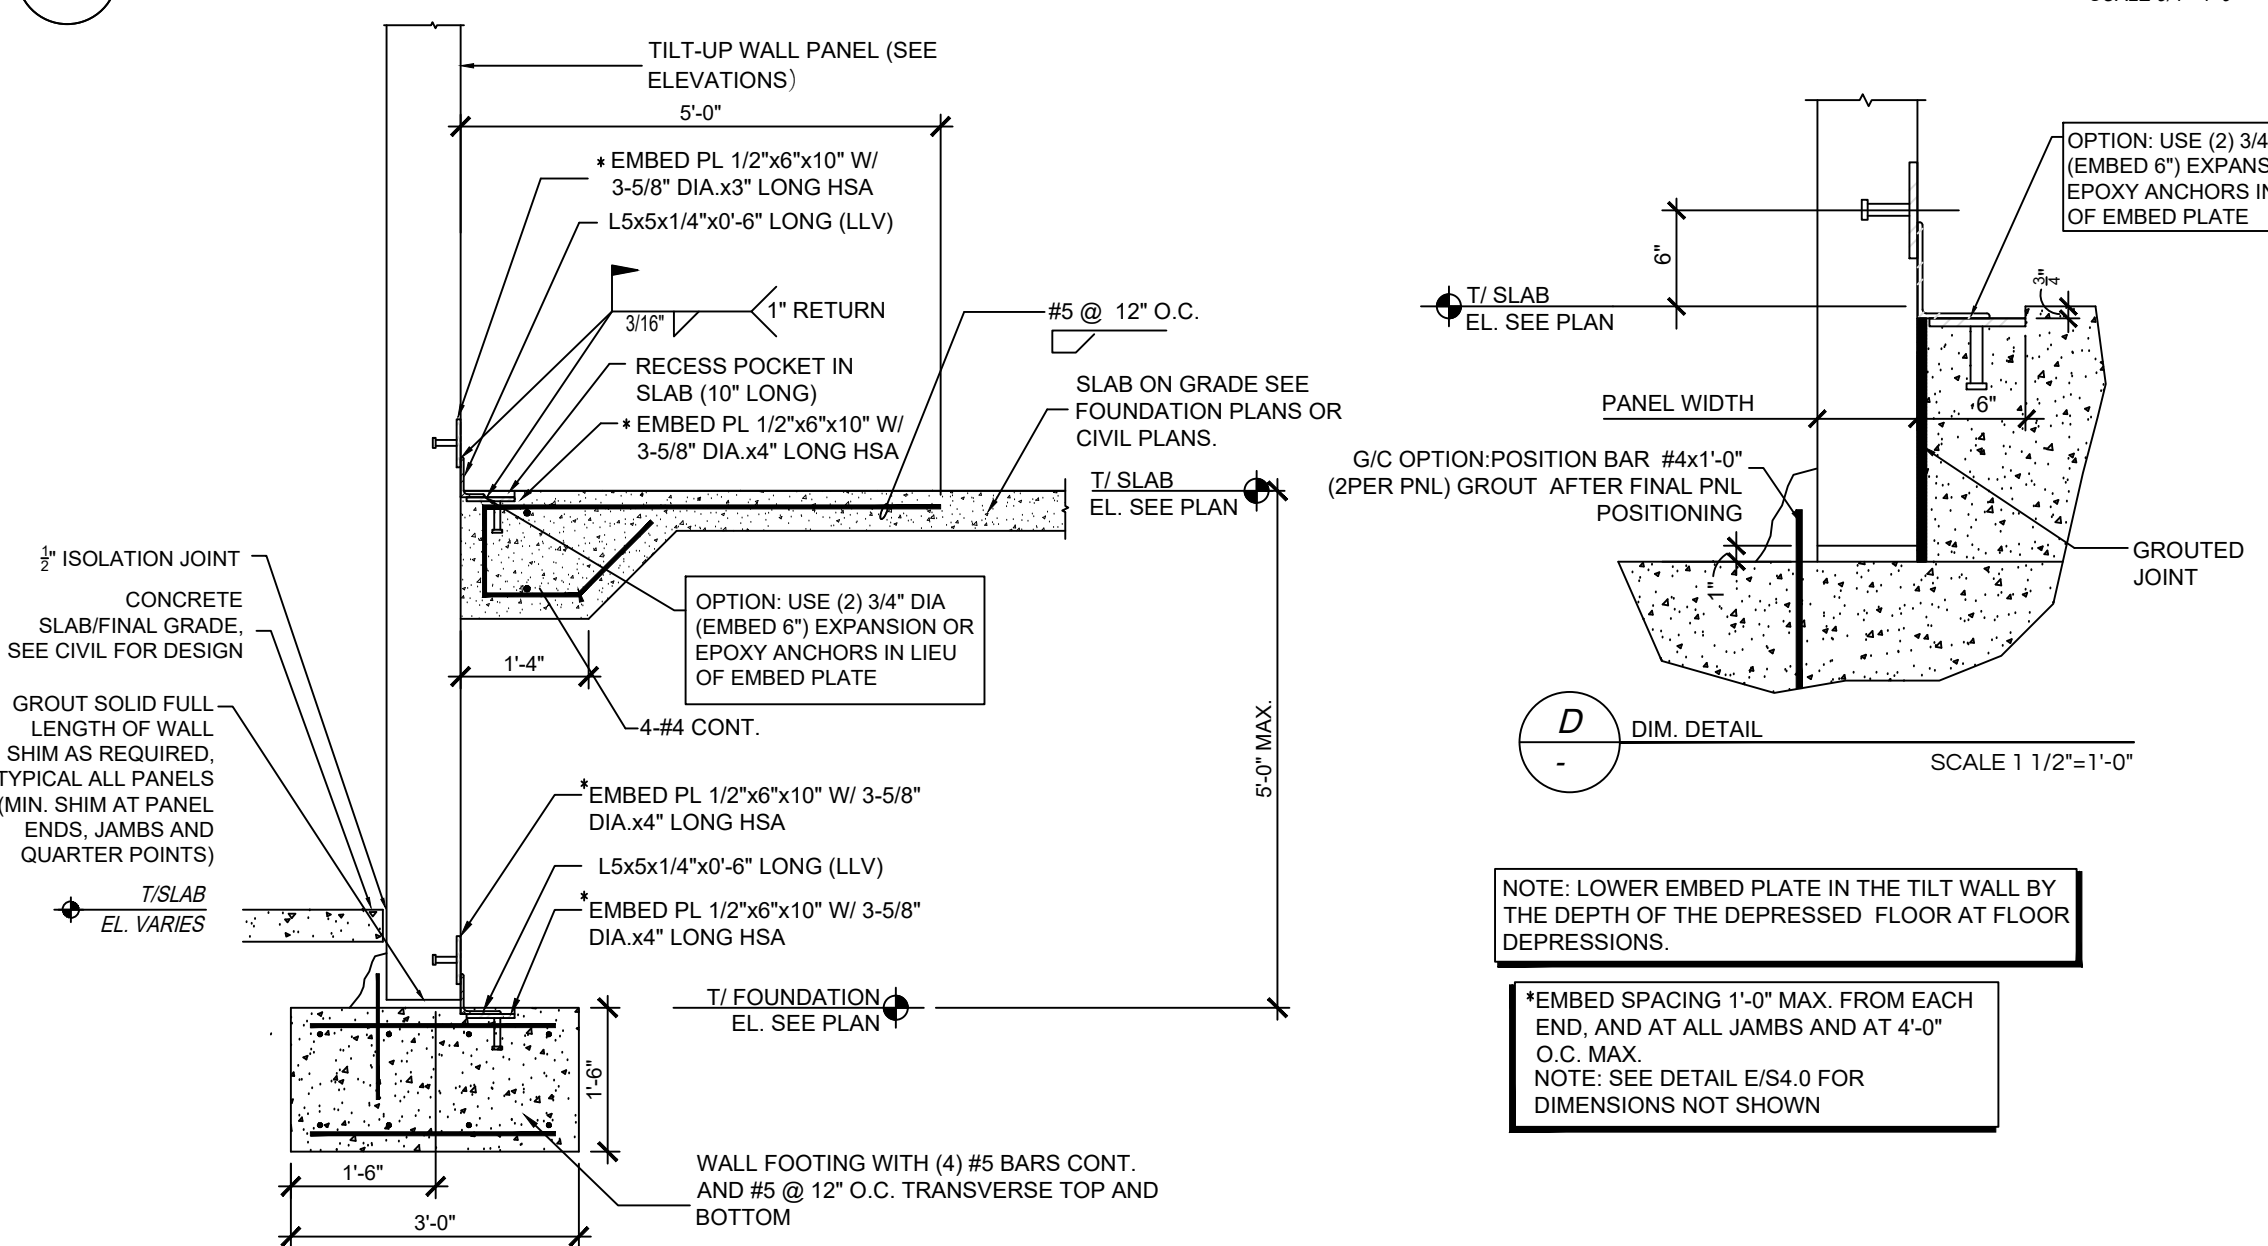 TILT-UP WALL PANEL (SEE
ELEVATIONS)
5'-0"
* EMBED PL 1/2"x6"x10" W/
3-5/8" DIA.x3" LONG HSA
L5x5x1/4"x0'-6" LONG (LLV)
3/16"
1" RETURN
RECESS POCKET IN
SLAB (10" LONG)
* EMBED PL 1/2"x6"x10" W/
3-5/8" DIA.x4" LONG HSA
#5 @ 12" O.C.
SLAB ON GRADE SEE
FOUNDATION PLANS OR
CIVIL PLANS.
T/ SLAB
EL. SEE PLAN
1/2" ISOLATION JOINT
CONCRETE
SLAB/FINAL GRADE,
SEE CIVIL FOR DESIGN
GROUT SOLID FULL
LENGTH OF WALL
SHIM AS REQUIRED,
TYPICAL ALL PANELS
(MIN. SHIM AT PANEL
ENDS, JAMBS AND
QUARTER POINTS)
T/SLAB
EL. VARIES
OPTION: USE (2) 3/4" DIA
(EMBED 6") EXPANSION OR
EPOXY ANCHORS IN LIEU
OF EMBED PLATE
1'-4"
4-#4 CONT.
5'-0" MAX.
*EMBED PL 1/2"x6"x10" W/ 3-5/8"
DIA.x4" LONG HSA
L5x5x1/4"x0'-6" LONG (LLV)
*EMBED PL 1/2"x6"x10" W/ 3-5/8"
DIA.x4" LONG HSA
T/ FOUNDATION
EL. SEE PLAN
1'-6"
1'-6"
3'-0"
WALL FOOTING WITH (4) #5 BARS CONT.
AND #5 @ 12" O.C. TRANSVERSE TOP AND
BOTTOM
OPTION: USE (2) 3/4
(EMBED 6") EXPANS
EPOXY ANCHORS IN
OF EMBED PLATE
6"
3/4"
T/ SLAB
EL. SEE PLAN
PANEL WIDTH
6"
G/C OPTION:POSITION BAR #4x1'-0"
(2PER PNL) GROUT AFTER FINAL PNL
POSITIONING
1"
GROUTED
JOINT
D
-
DIM. DETAIL
SCALE 1 1/2"=1'-0"
NOTE: LOWER EMBED PLATE IN THE TILT WALL BY
THE DEPTH OF THE DEPRESSED FLOOR AT FLOOR
DEPRESSIONS.
*EMBED SPACING 1'-0" MAX. FROM EACH
END, AND AT ALL JAMBS AND AT 4'-0"
O.C. MAX.
NOTE: SEE DETAIL E/S4.0 FOR
DIMENSIONS NOT SHOWN